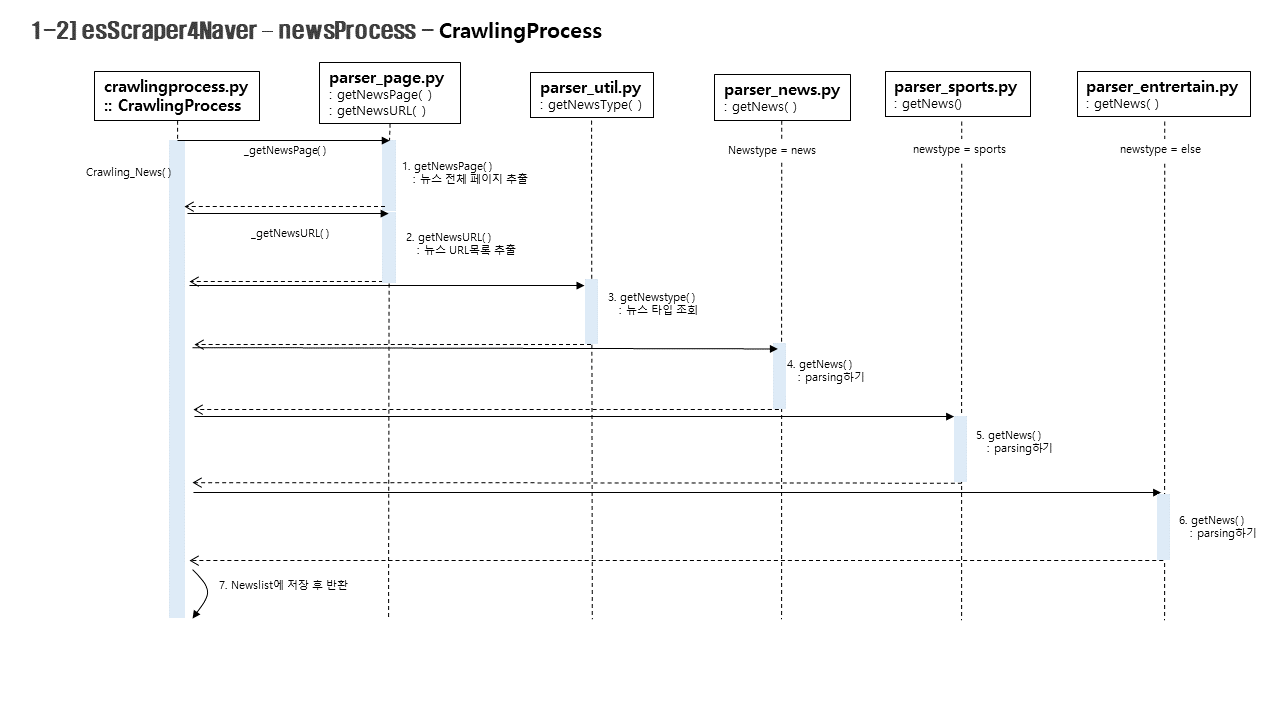 1-2] esScraper4Naver – newsProcess – CrawlingProcess
crawlingprocess.py
:: CrawlingProcess
parser_page.py
: getNewsPage( )
: getNewsURL( )
parser_util.py
: getNewsType( )
parser_news.py
: getNews( )
parser_sports.py
: getNews()
parser_entrertain.py
: getNews( )
_getNewsPage( )
Newstype = news
newstype = sports
newstype = else
Crawling_News( )
1. getNewsPage( )
: 뉴스 전체 페이지 추출
_getNewsURL( )
2. getNewsURL( )
: 뉴스 URL목록 추출
3. getNewstype( )
: 뉴스 타입 조회
4. getNews( )
: parsing하기
5. getNews( )
: parsing하기
6. getNews( )
: parsing하기
7. Newslist에 저장 후 반환